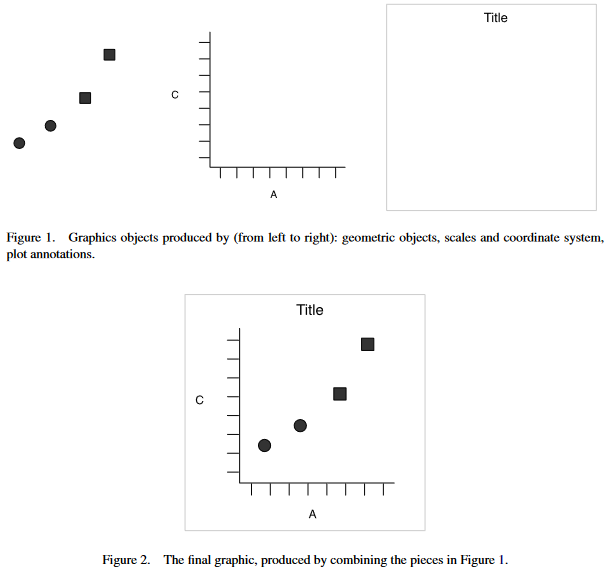 Title
C
A
Figure 1. Graphics objects produced by (from left to right): geometric objects, scales and coordinate system,
plot annotations.
Title
C
A
Figure 2. The final graphic, produced by combining the pieces in Figure 1.